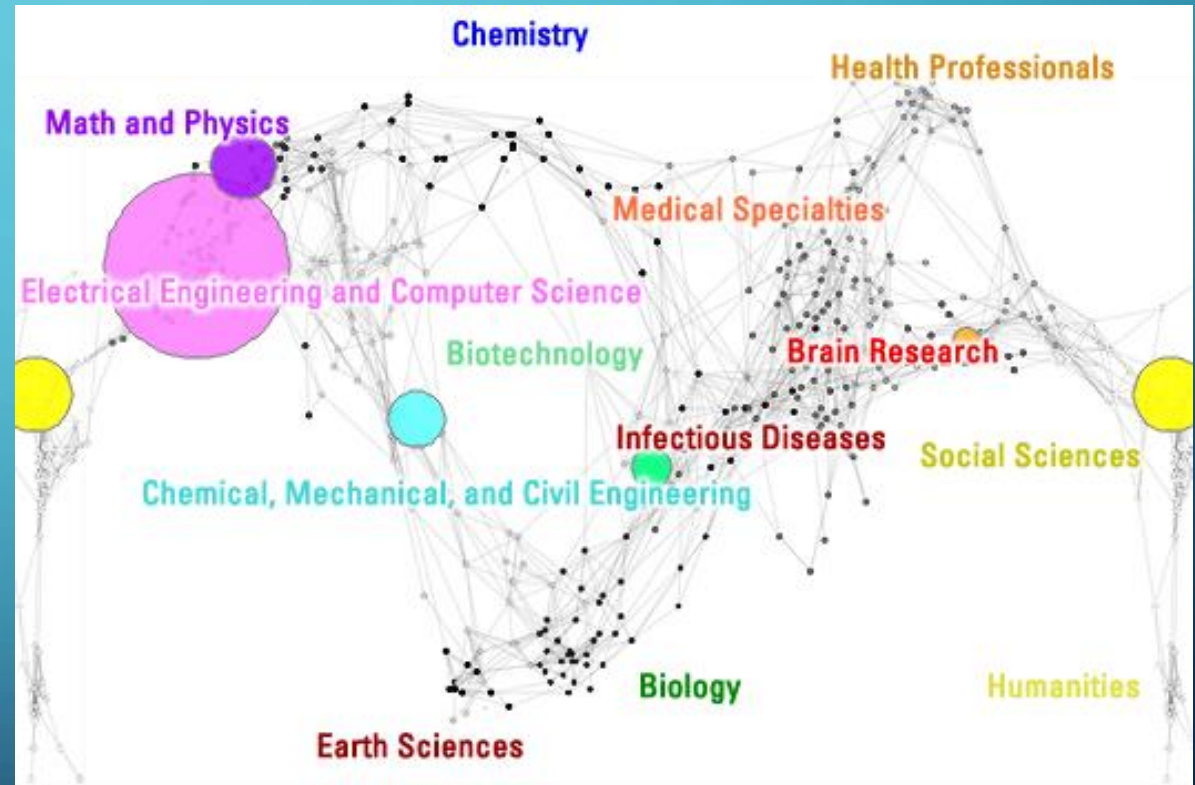 Chemistry
Health Professionals
Math and Physics
Medical Specialties
Electrical Engineering and Computer Science
Biotechnology
Brain Research
Infectious Diseases
Social Sciences
Chemical, Mechanical, and Civil Engineering
Biology
Humanities
Earth Sciences